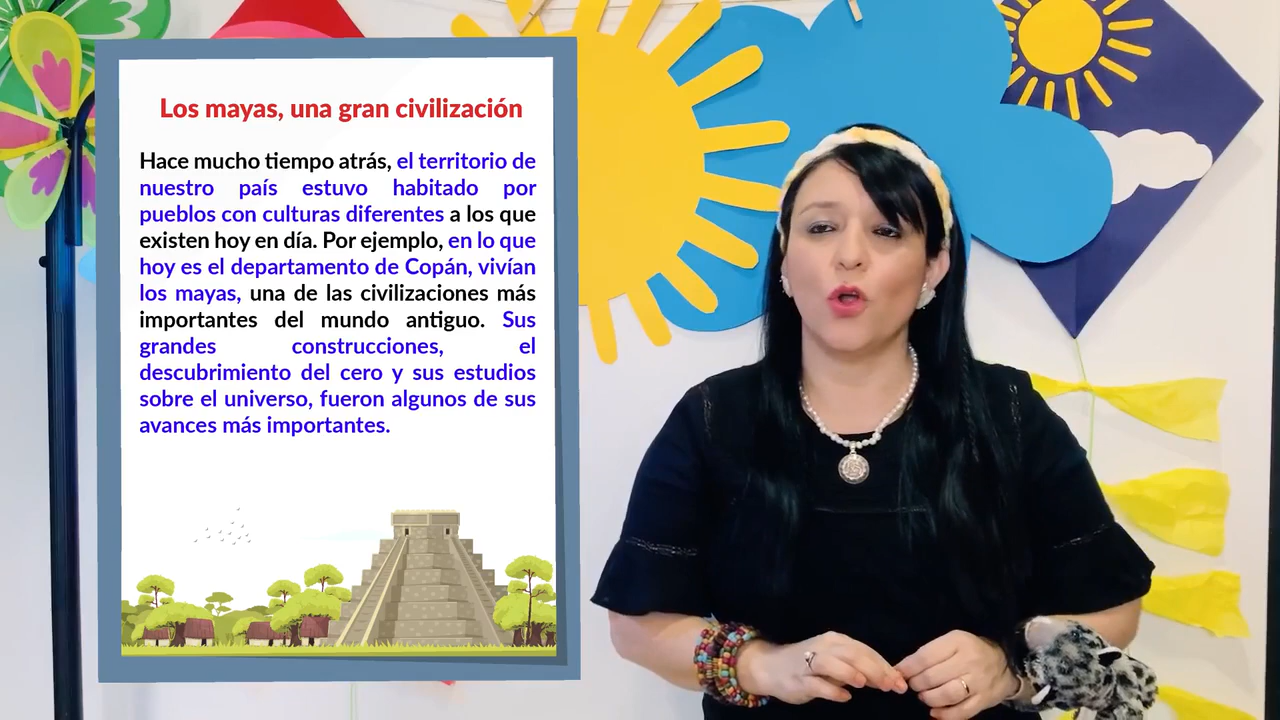 Los mayas, una gran civilización
Hace mucho tiempo atrás, el territorio de
nuestro país estuvo habitado por
pueblos con culturas diferentes a los que
existen hoy en día. Por ejemplo, en lo que
hoy es el departamento de Copán, vivían
los mayas, una de las civilizaciones más
importantes del mundo antiguo. Sus
grandes construcciones, el
descubrimiento del cero y sus estudios
sobre el universo, fueron algunos de sus
avances más importantes.